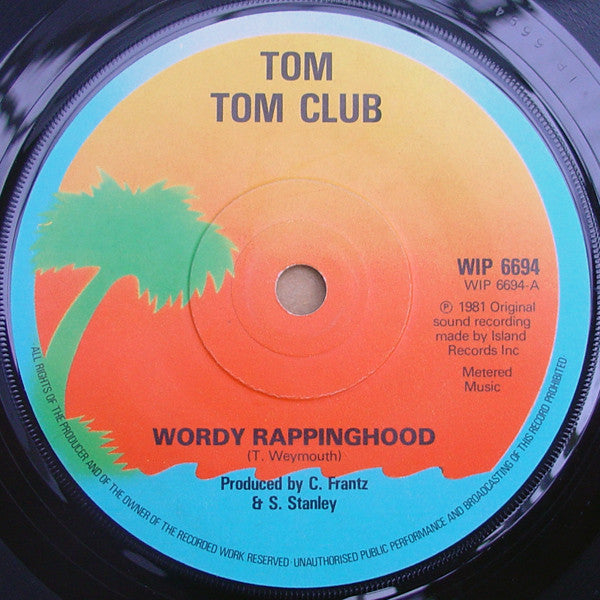 TOM
TOM CLUB
WIP 6694
WIP 6694-A
℗ 1981 Original
sound recording
made by Island
Records Inc
Metered
Music
WORDY RAPPINGHOOD
(T. Weymouth)
Produced by C. Frantz
& S. Stanley
ALL RIGHTS OF THE PRODUCER AND OF THE OWNER OF THE RECORDED WORK RESERVED · UNAUTHORISED PUBLIC PERFORMANCE AND BROADCASTING OF THIS RECORD PROHIBITED